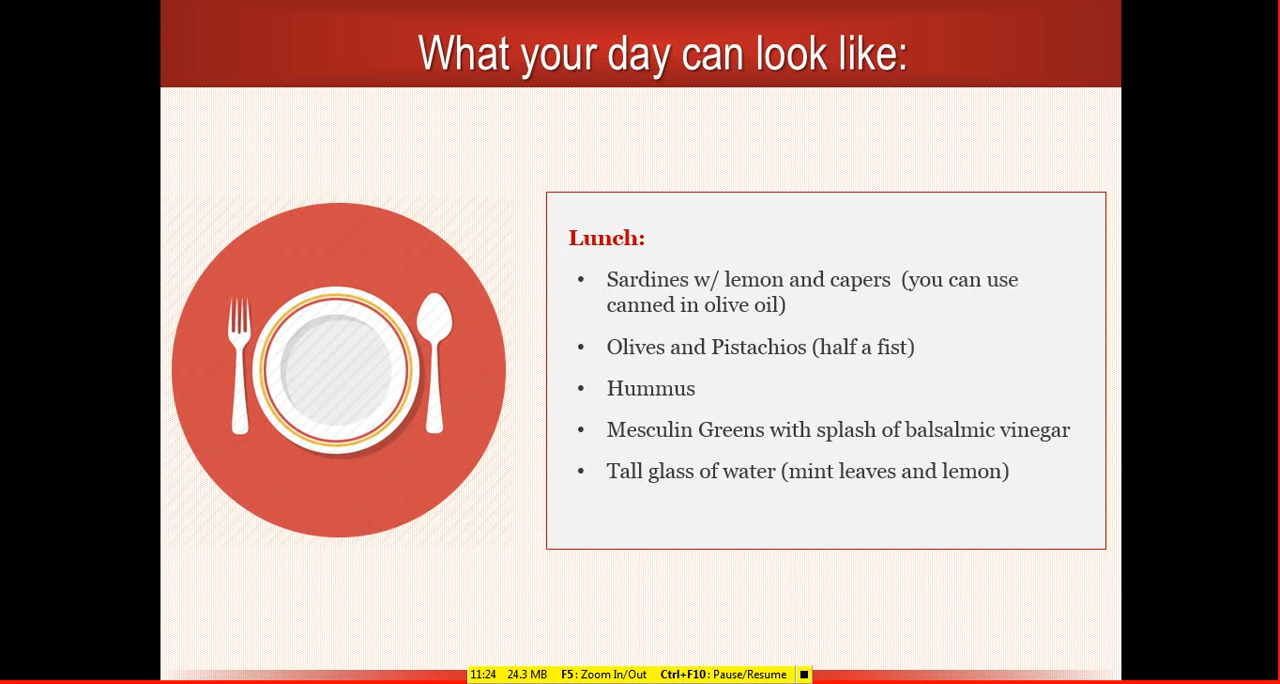 What your day can look like:
Lunch:
• Sardines w/ lemon and capers  (you can use
canned in olive oil)
• Olives and Pistachios (half a fist)
• Hummus
• Mesculin Greens with splash of balsalmic vinegar
• Tall glass of water (mint leaves and lemon)
11:24 24.3 MB F5: Zoom In/Out Ctrl+F10: Pause/Resume